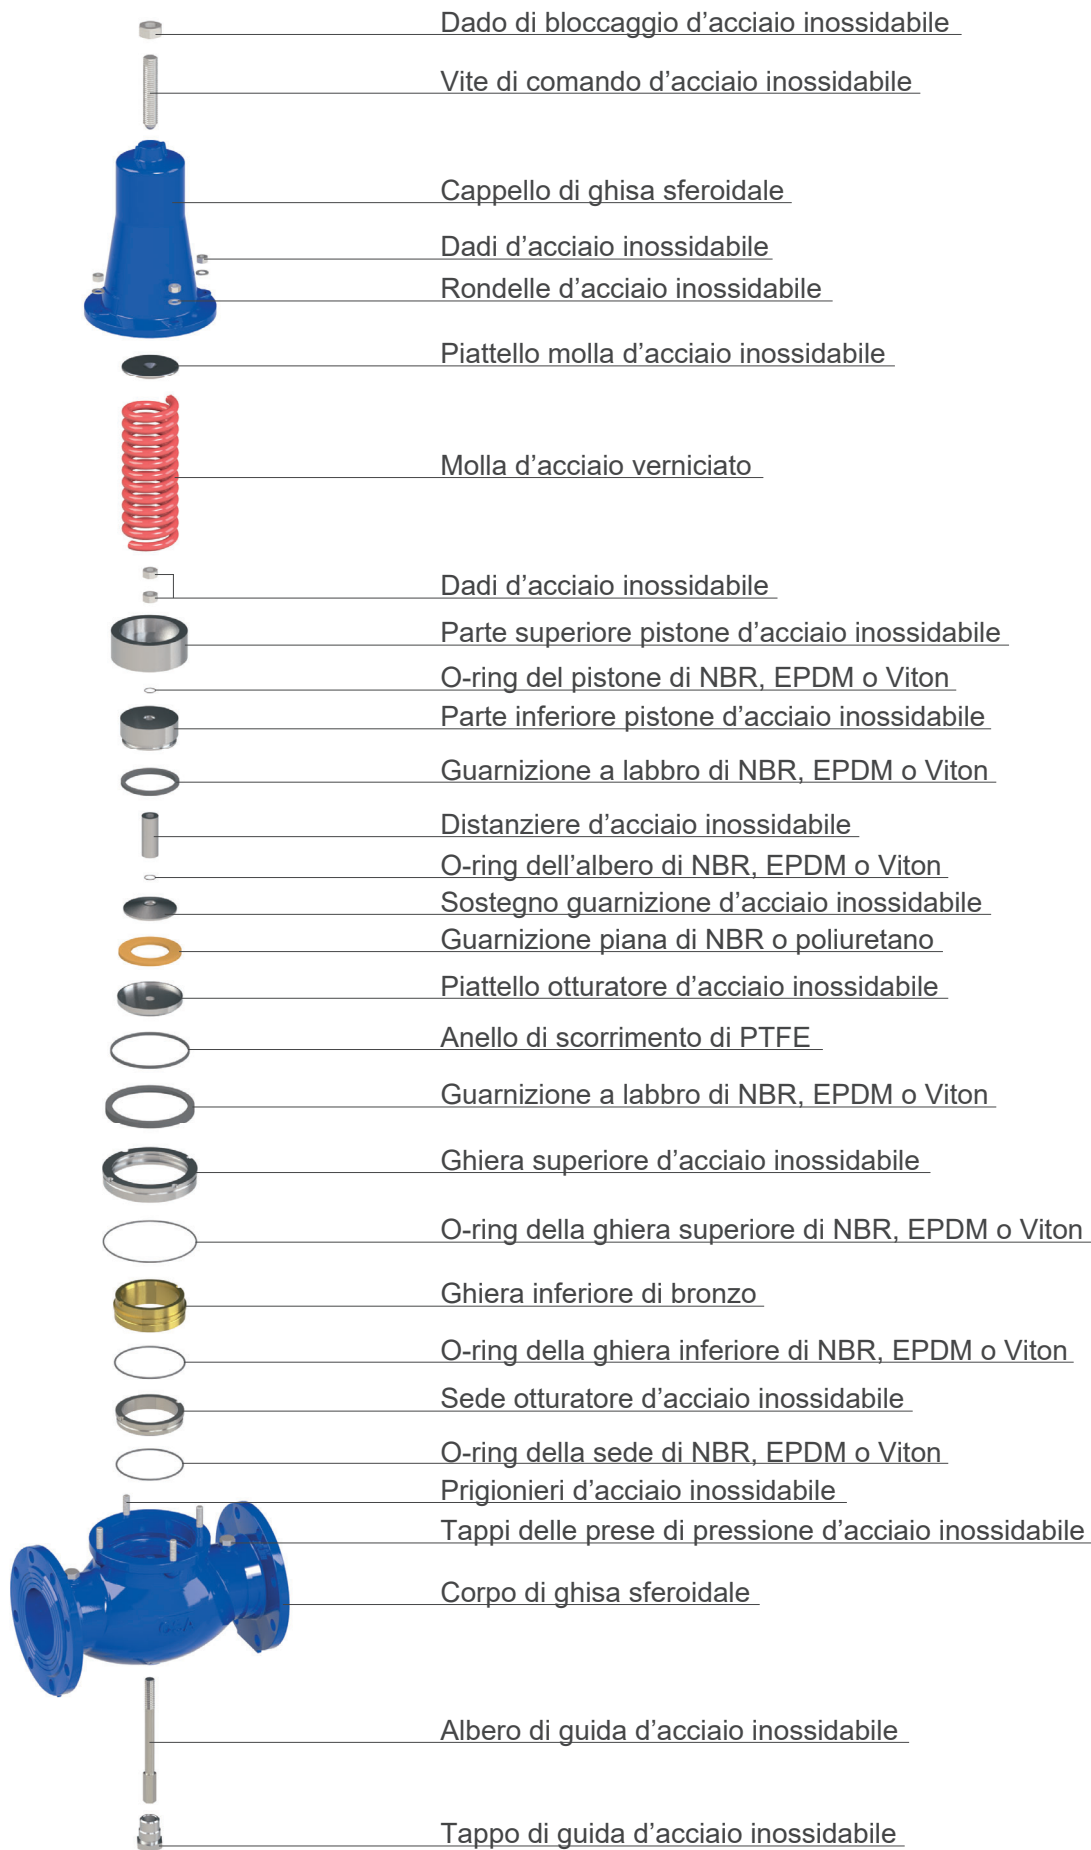 Dado di bloccaggio d’acciaio inossidabile
Vite di comando d’acciaio inossidabile
Cappello di ghisa sferoidale
Dadi d’acciaio inossidabile
Rondelle d’acciaio inossidabile
Piattello molla d’acciaio inossidabile
Molla d’acciaio verniciato
Dadi d’acciaio inossidabile
Parte superiore pistone d’acciaio inossidabile
O-ring del pistone di NBR, EPDM o Viton
Parte inferiore pistone d’acciaio inossidabile
Guarnizione a labbro di NBR, EPDM o Viton
Distanziere d’acciaio inossidabile
O-ring dell’albero di NBR, EPDM o Viton
Sostegno guarnizione d’acciaio inossidabile
Guarnizione piana di NBR o poliuretano
Piattello otturatore d’acciaio inossidabile
Anello di scorrimento di PTFE
Guarnizione a labbro di NBR, EPDM o Viton
Ghiera superiore d’acciaio inossidabile
O-ring della ghiera superiore di NBR, EPDM o Viton
Ghiera inferiore di bronzo
O-ring della ghiera inferiore di NBR, EPDM o Viton
Sede otturatore d’acciaio inossidabile
O-ring della sede di NBR, EPDM o Viton
Prigionieri d’acciaio inossidabile
Tappi delle prese di pressione d’acciaio inossidabile
Corpo di ghisa sferoidale
CSA
Albero di guida d’acciaio inossidabile
Tappo di guida d’acciaio inossidabile